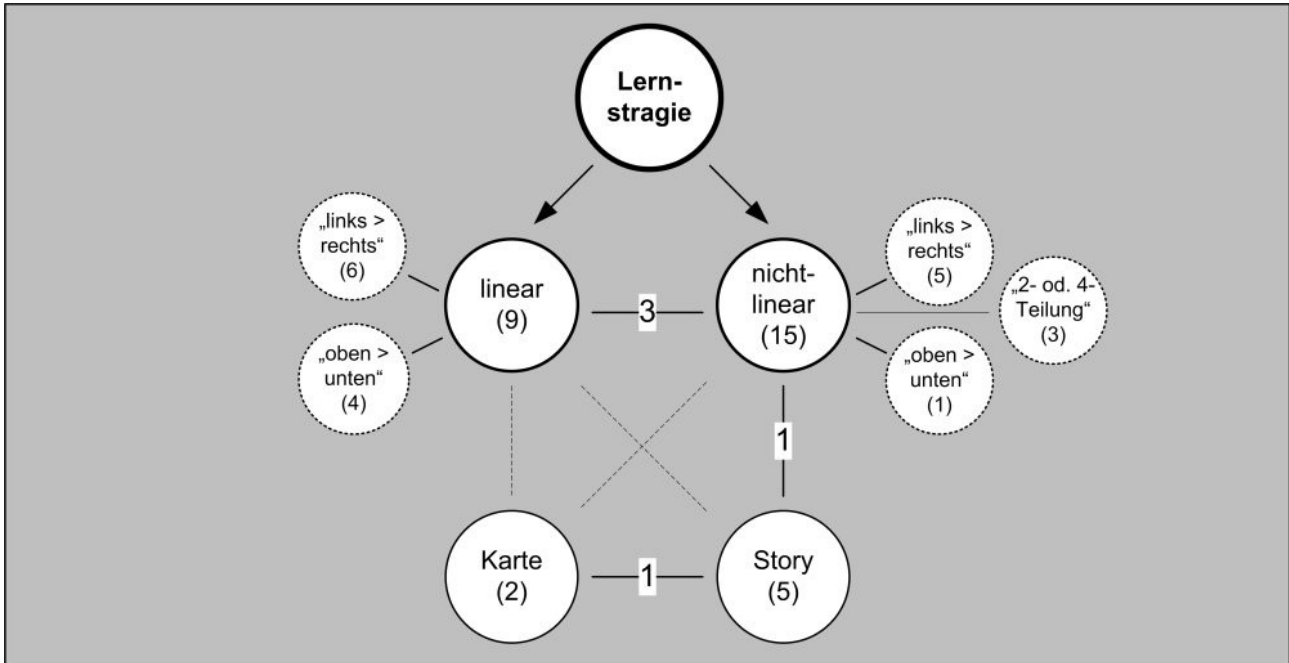 Lern-
stragie
„links >
rechts“
(6)
linear
(9)
„oben >
unten“
(4)
3
nicht-
linear
(15)
„links >
rechts“
(5)
„2- od. 4-
Teilung“
(3)
„oben >
unten“
(1)
1
Karte
(2)
1
Story
(5)